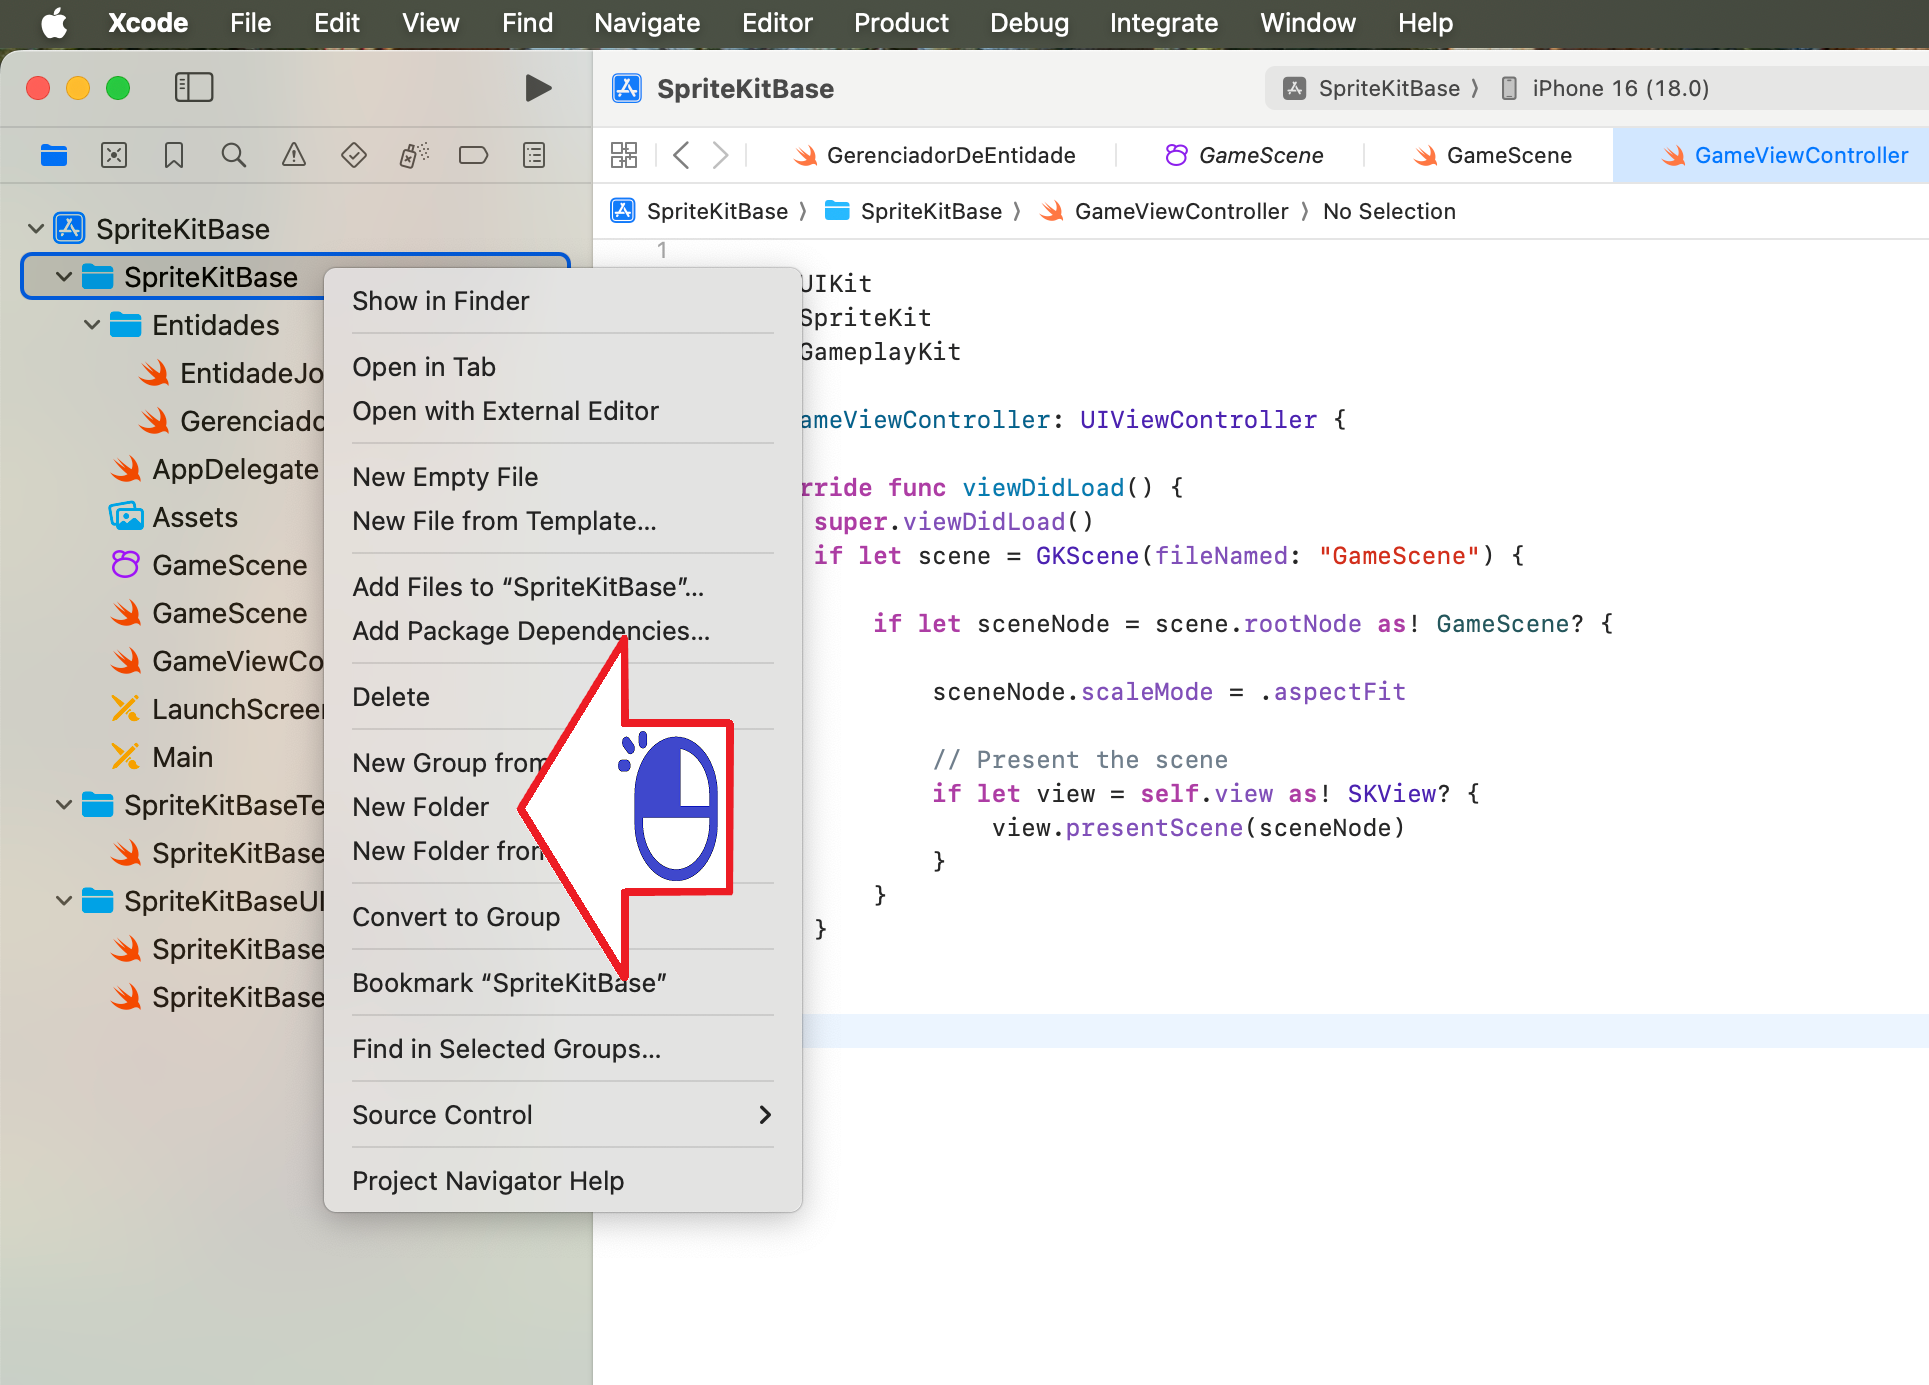 Xcode File Edit View Find Navigate Editor Product Debug Integrate Window Help
SpriteKitBase
SpriteKitBase 〉 iPhone 16 (18.0)
GerenciadorDeEntidade GameScene GameScene GameViewController
SpriteKitBase 〉 SpriteKitBase 〉 GameViewController 〉 No Selection
SpriteKitBase
SpriteKitBase
Entidades
EntidadeJo
Gerenciado
AppDelegate
Assets
GameScene
GameScene
GameViewCo
LaunchScreen
Main
SpriteKitBaseTe
SpriteKitBase
SpriteKitBaseUI
SpriteKitBase
SpriteKitBase
Show in Finder
Open in Tab
Open with External Editor
New Empty File
New File from Template...
Add Files to “SpriteKitBase”...
Add Package Dependencies...
Delete
New Group from
New Folder
New Folder from
Convert to Group
Bookmark “SpriteKitBase”
Find in Selected Groups...
Source Control
Project Navigator Help
1
UIKit
SpriteKit
GameplayKit
ameViewController: UIViewController {
rride func viewDidLoad() {
super.viewDidLoad()
if let scene = GKScene(fileNamed: "GameScene") {
if let sceneNode = scene.rootNode as! GameScene? {
sceneNode.scaleMode = .aspectFit
// Present the scene
if let view = self.view as! SKView? {
view.presentScene(sceneNode)
}
}
}